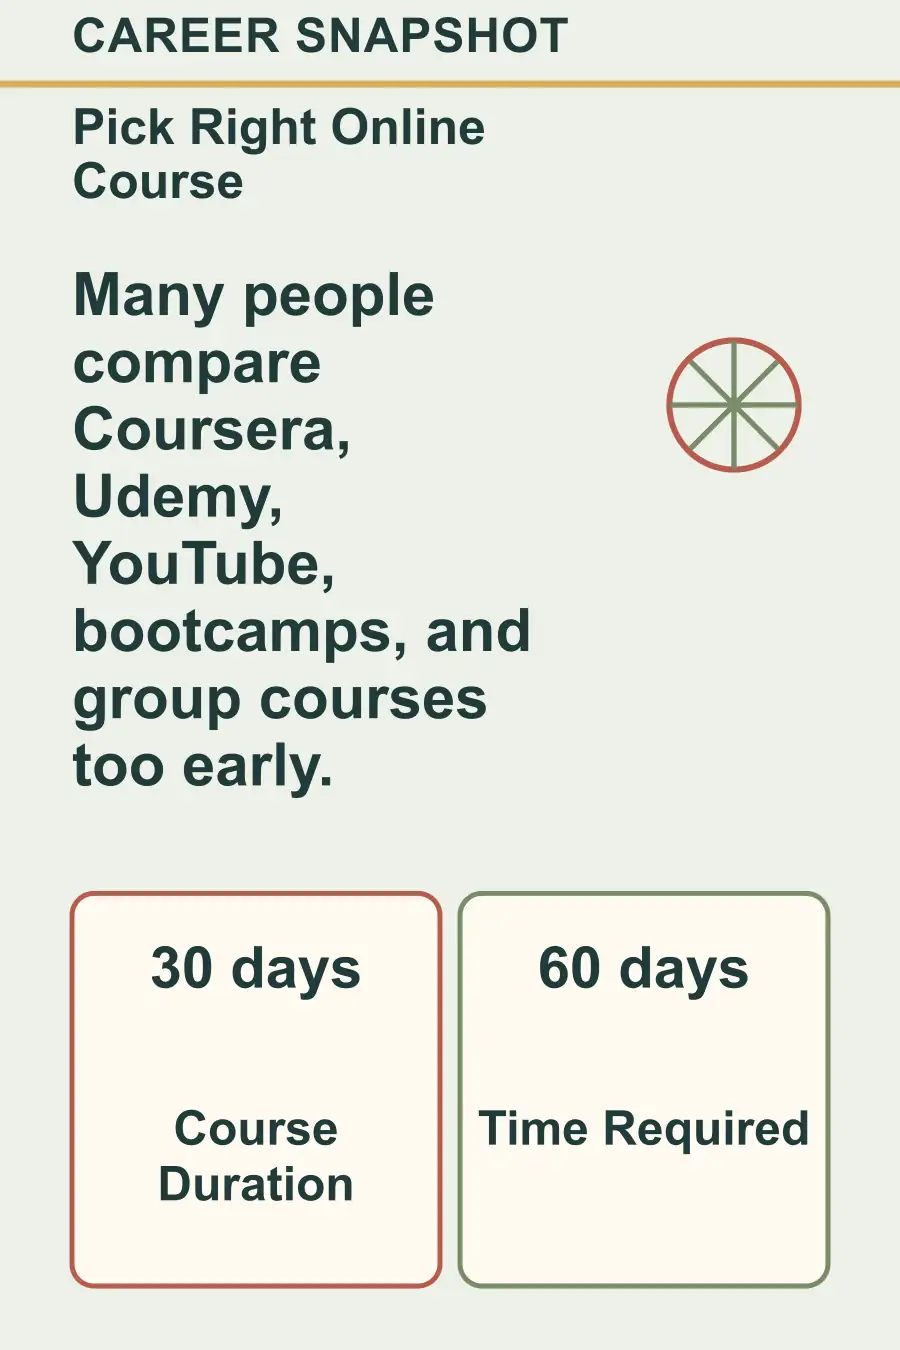 CAREER SNAPSHOT
Pick Right Online
Course
Many people
compare
Coursera,
Udemy,
YouTube,
bootcamps, and
group courses
too early.
30 days
Course
Duration
60 days
Time Required